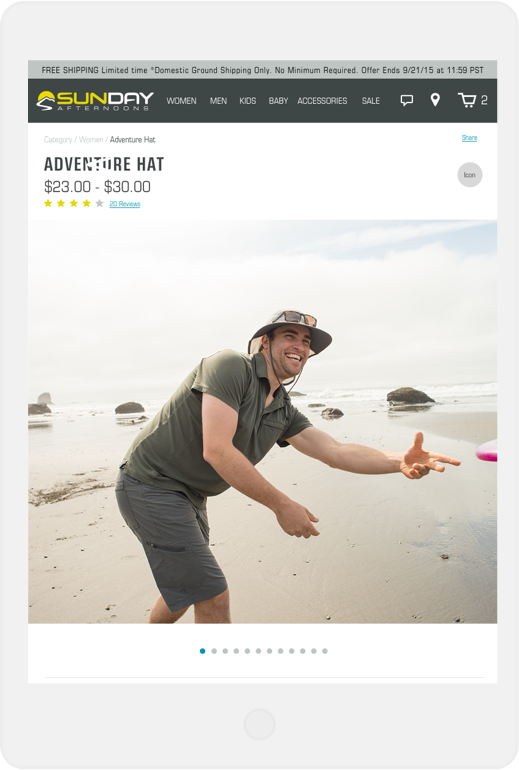 FREE SHIPPING Limited time *Domestic Ground Shipping Only. No Minimum Required. Offer Ends 9/21/15 at 11:59 PST
SUNDAY
AFTERNOONS
WOMEN MEN KIDS BABY ACCESSORIES SALE 2
Category / Women / Adventure Hat
Share
ADVENTURE HAT
$23.00 - $30.00
Icon
20 Reviews